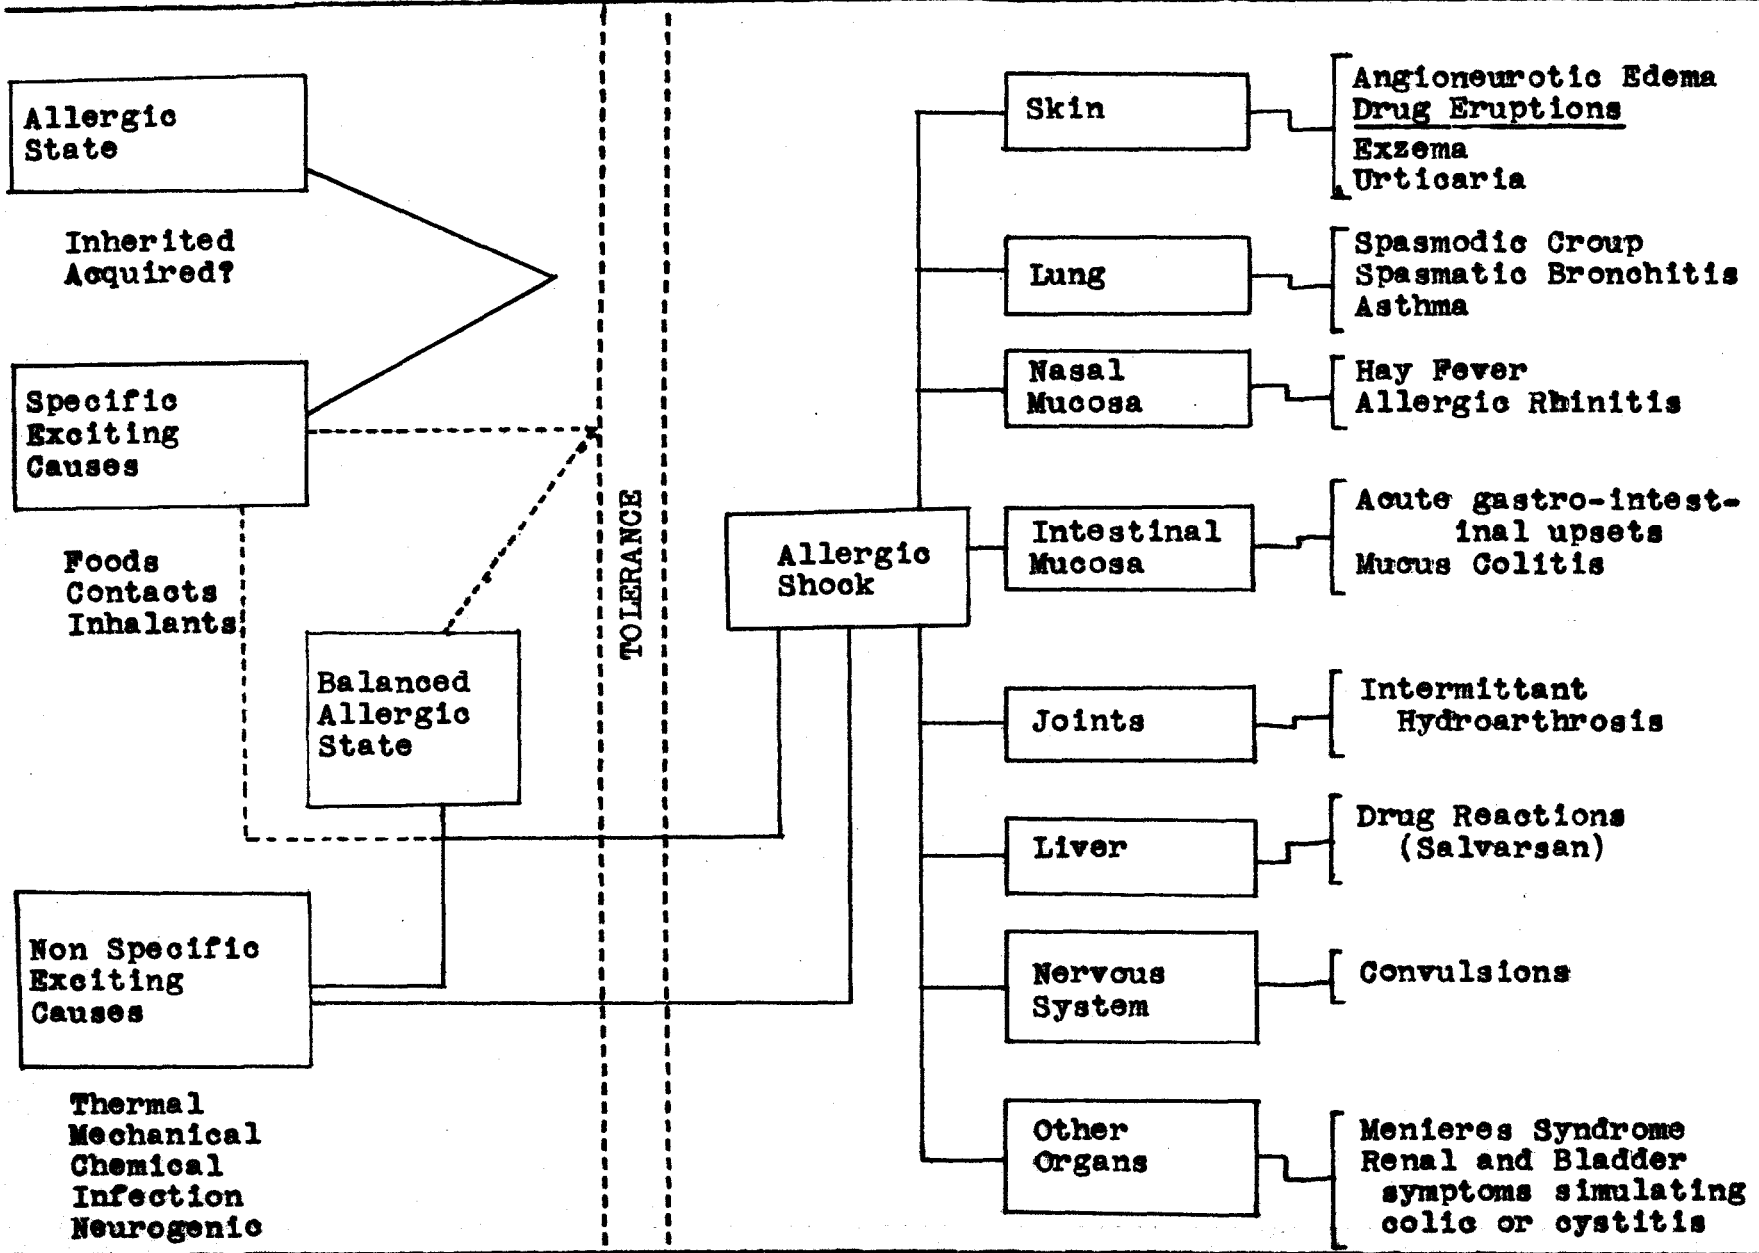 Allergic
State
Inherited
Acquired?
Specific
Exciting
Causes
Foods
Contacts
Inhalants
Balanced
Allergic
State
Non Specific
Exciting
Causes
Thermal
Mechanical
Chemical
Infection
Neurogenic
TOLERANCE
Allergic
Shock
Skin
Angioneurotic Edema
Drug Eruptions
Exzema
Urticaria
Lung
Spasmodic Croup
Spasmatic Bronchitis
Asthma
Nasal
Mucosa
Hay Fever
Allergic Rhinitis
Intestinal
Mucosa
Acute gastro-intest-
inal upsets
Mucus Colitis
Joints
Intermittant
Hydroarthrosis
Liver
Drug Reactions
(Salvarsan)
Nervous
System
Convulsions
Other
Organs
Menieres Syndrome
Renal and Bladder
symptoms simulating
colic or cystitis